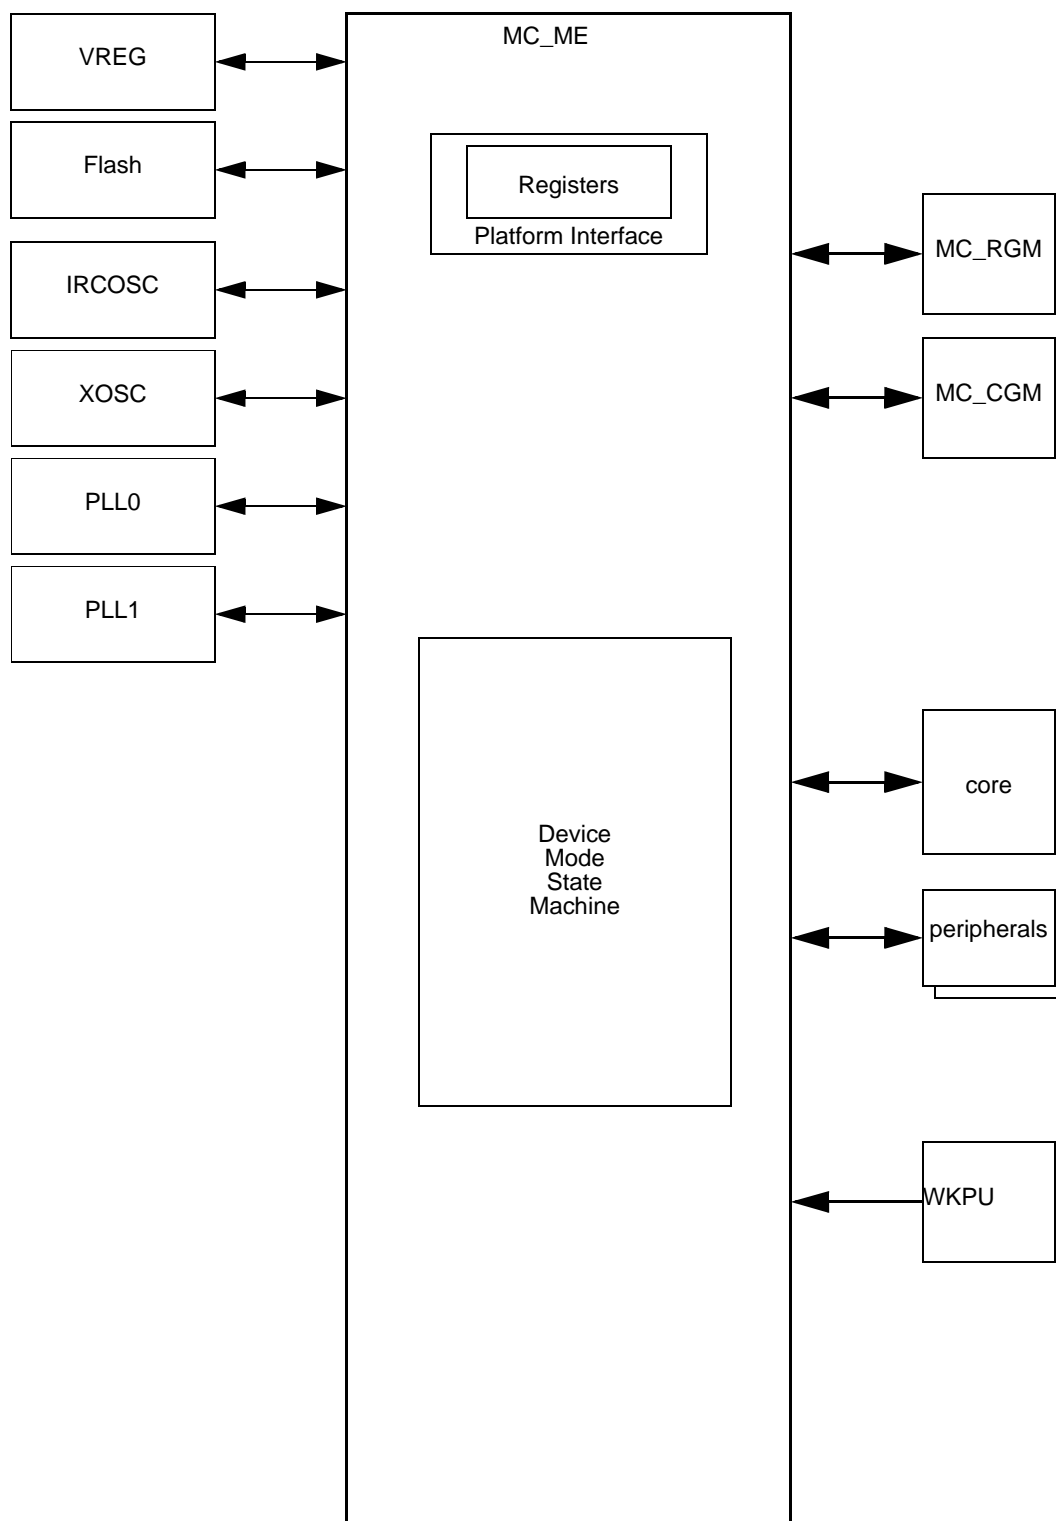 MC_ME
VREG
Flash
IRCOSC
XOSC
PLL0
PLL1
Registers
Platform Interface
Device
Mode
State
Machine
MC_RGM
MC_CGM
core
peripherals
WKPU